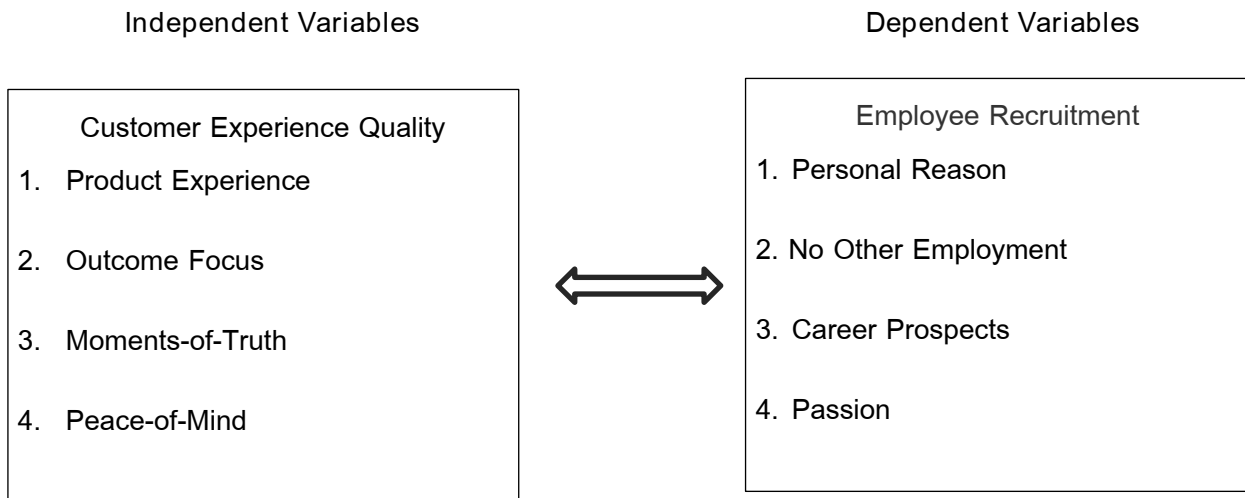 Independent Variables
Dependent Variables
Customer Experience Quality
1. Product Experience
2. Outcome Focus
3. Moments-of-Truth
4. Peace-of-Mind
Employee Recruitment
1. Personal Reason
2. No Other Employment
3. Career Prospects
4. Passion